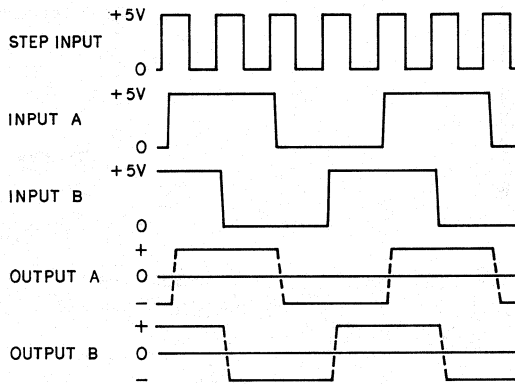 +5V
STEP INPUT
0
+5V
INPUT A
0
+5V
INPUT B
0
+
OUTPUT A 0
−
+
OUTPUT B 0
−